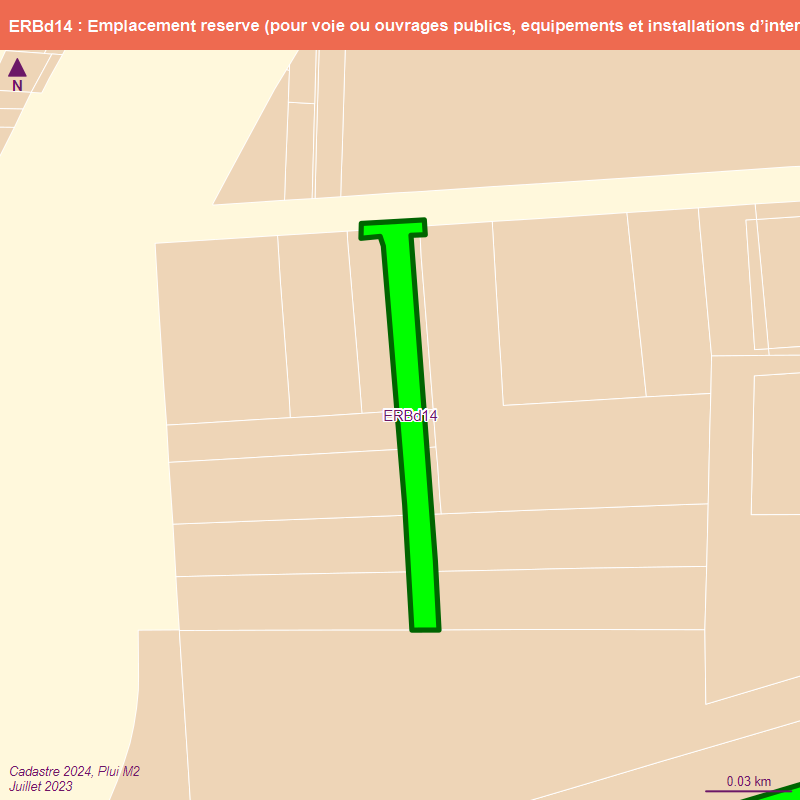 ERBd14 : Emplacement reserve (pour voie ou ouvrages publics, equipements et installations d’inter
N
ERBd14
Cadastre 2024, Plui M2
Juillet 2023
0.03 km